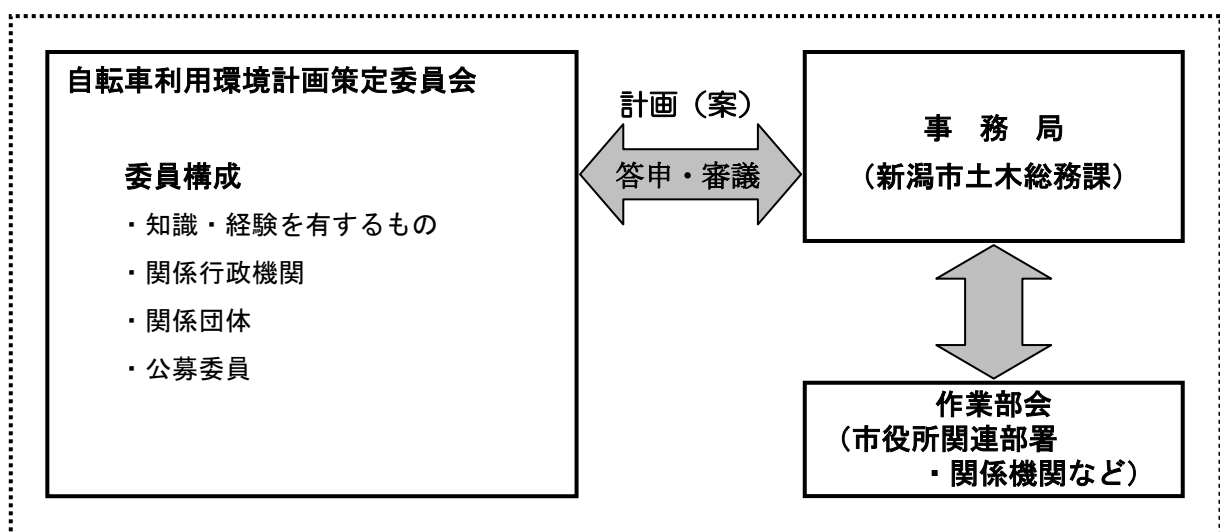 自転車利用環境計画策定委員会
委員構成
・知識・経験を有するもの
・関係行政機関
・関係団体
・公募委員
計画（案）
答申・審議
事 務 局
（新潟市土木総務課）
作業部会
（市役所関連部署
・関係機関など）